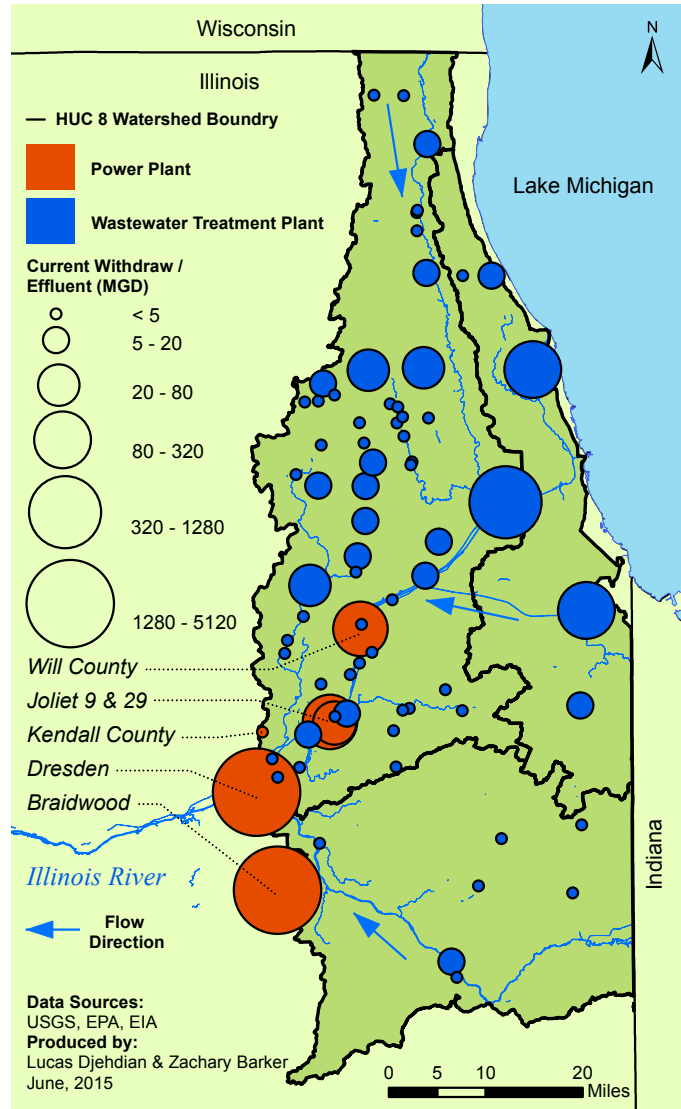 Wisconsin
Illinois
N
HUC 8 Watershed Boundry
Power Plant
Lake Michigan
Wastewater Treatment Plant
Current Withdraw /
Effluent (MGD)
< 5
5 - 20
20 - 80
80 - 320
320 - 1280
1280 - 5120
Will County
Joliet 9 & 29
Kendall County
Dresden
Braidwood
Illinois River
Indiana
Flow
Direction
Data Sources:
USGS, EPA, EIA
Produced by:
Lucas Djehdian & Zachary Barker
June, 2015
0 5 10 20
Miles